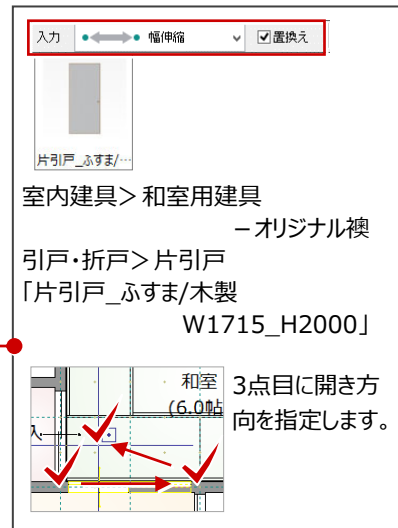 入力 幅伸縮 置換え
片引戸_ふすま/…
室内建具＞和室用建具
－オリジナル襖
引戸・折戸＞片引戸
「片引戸_ふすま/木製
W1715_H2000」
和室
(6.0帖
入
3点目に開き方
向を指定します。